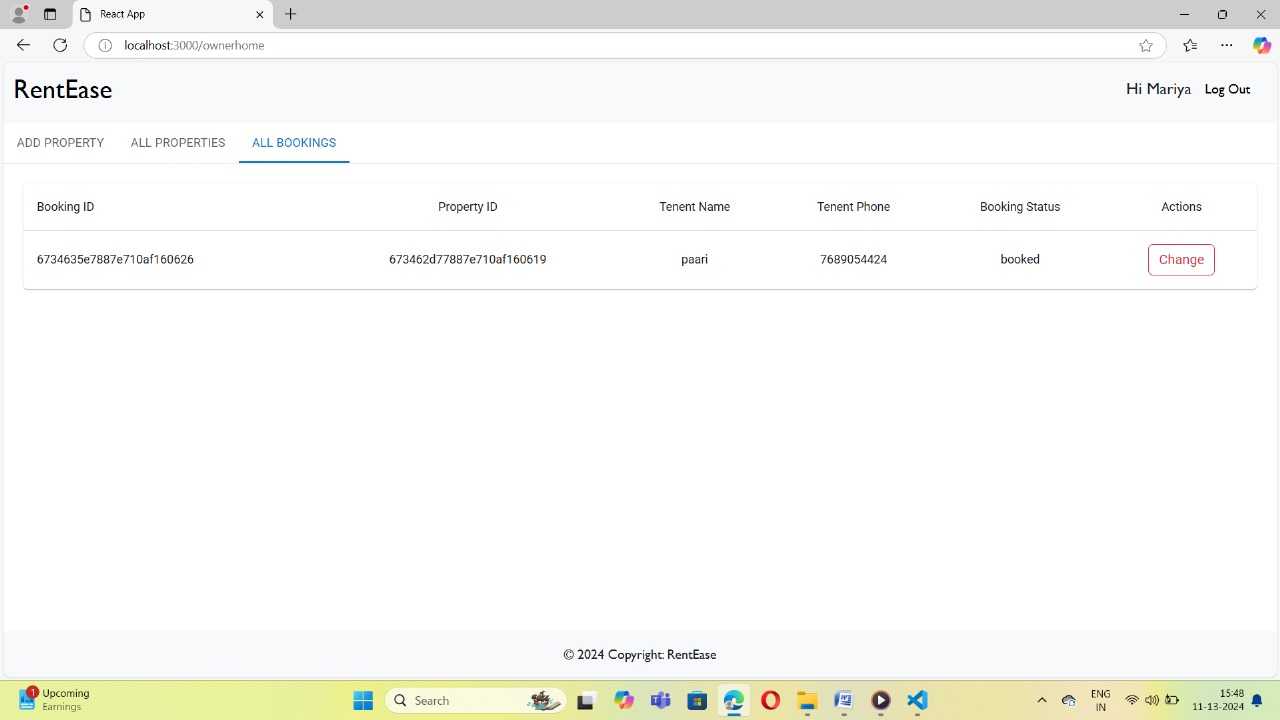 React App
localhost:3000/ownerhome
RentEase
Hi Mariya Log Out
ADD PROPERTY ALL PROPERTIES ALL BOOKINGS
Booking ID Property ID Tenent Name Tenent Phone Booking Status Actions
6734635e7887e710af160626 673462d77887e710af160619 paari 7689054424 booked Change
© 2024 Copyright: RentEase
1 Upcoming
Earnings
Search
ENG
IN
15:48
11-13-2024